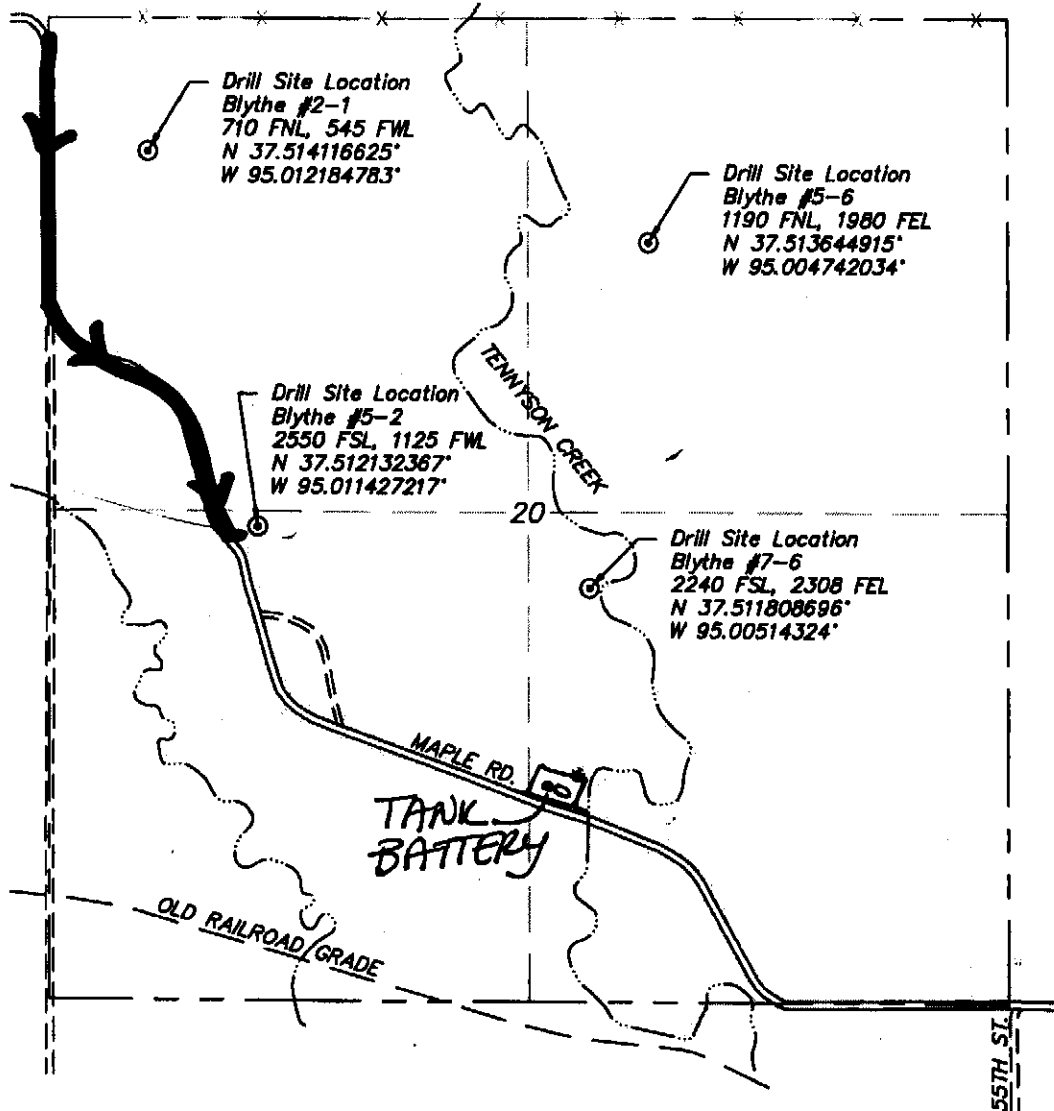 Drill Site Location
Blythe #2-1
710 FNL, 545 FWL
N 37.514116625°
W 95.012184783°
Drill Site Location
Blythe #5-6
1190 FNL, 1980 FEL
N 37.513644915°
W 95.004742034°
TENNYSON CREEK
Drill Site Location
Blythe #5-2
2550 FSL, 1125 FWL
N 37.512132367°
W 95.011427217°
20
Drill Site Location
Blythe #7-6
2240 FSL, 2308 FEL
N 37.511808696°
W 95.00514324°
MAPLE RD.
TANK
BATTERY
OLD RAILROAD GRADE
55TH ST.